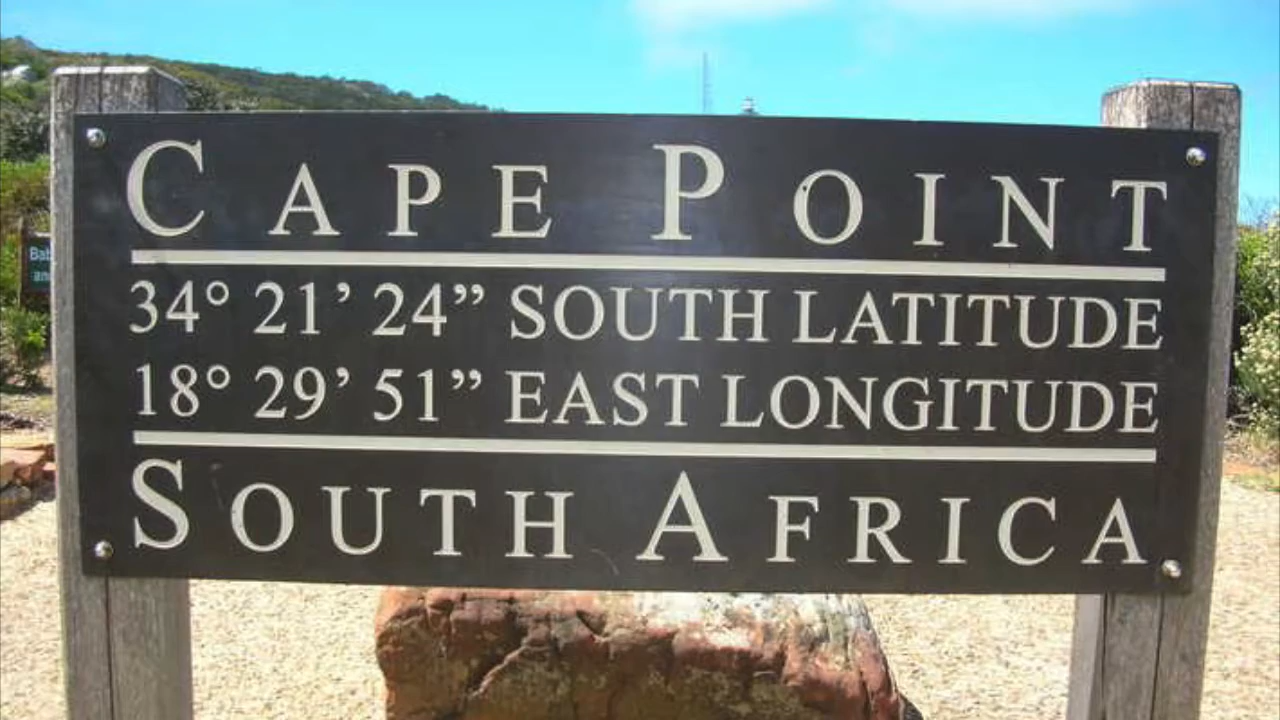 CAPE POINT
34° 21’ 24” SOUTH LATITUDE
18° 29’ 51” EAST LONGITUDE
SOUTH AFRICA